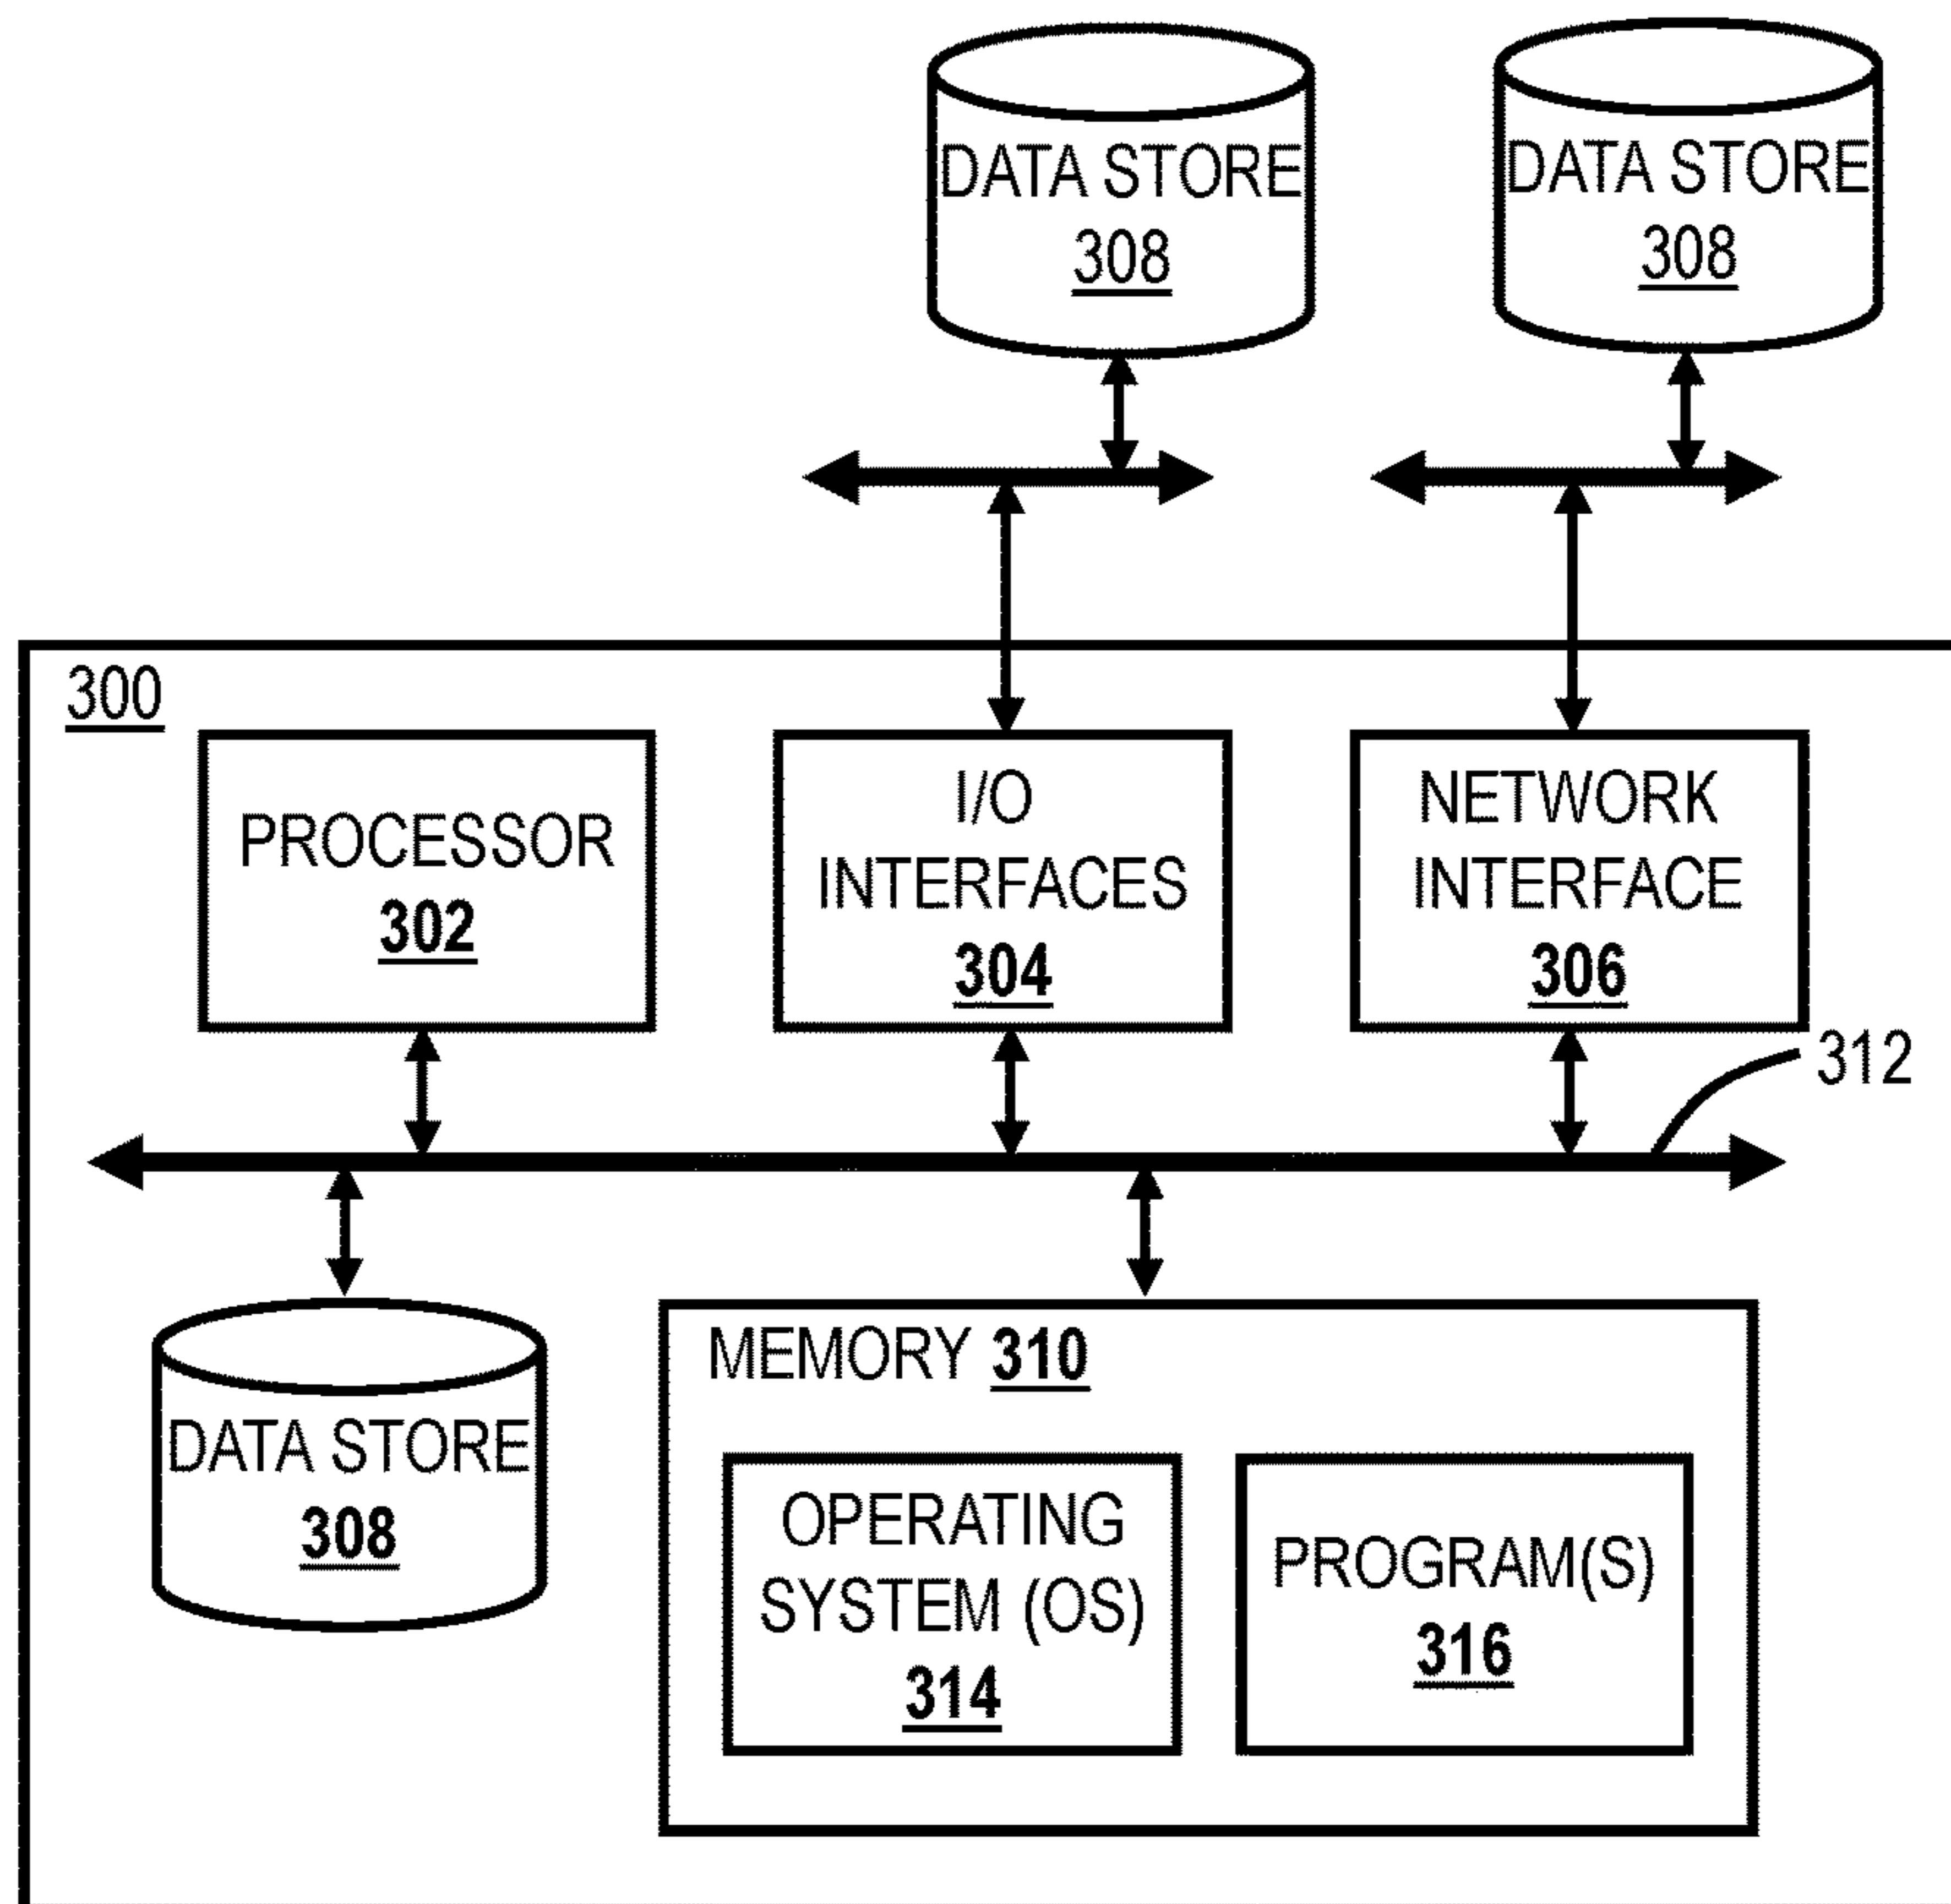 DATA STORE
308
DATA STORE
308
300
PROCESSOR
302
I/O
INTERFACES
304
NETWORK
INTERFACE
306
312
DATA STORE
308
MEMORY 310
OPERATING
SYSTEM (OS)
314
PROGRAM(S)
316